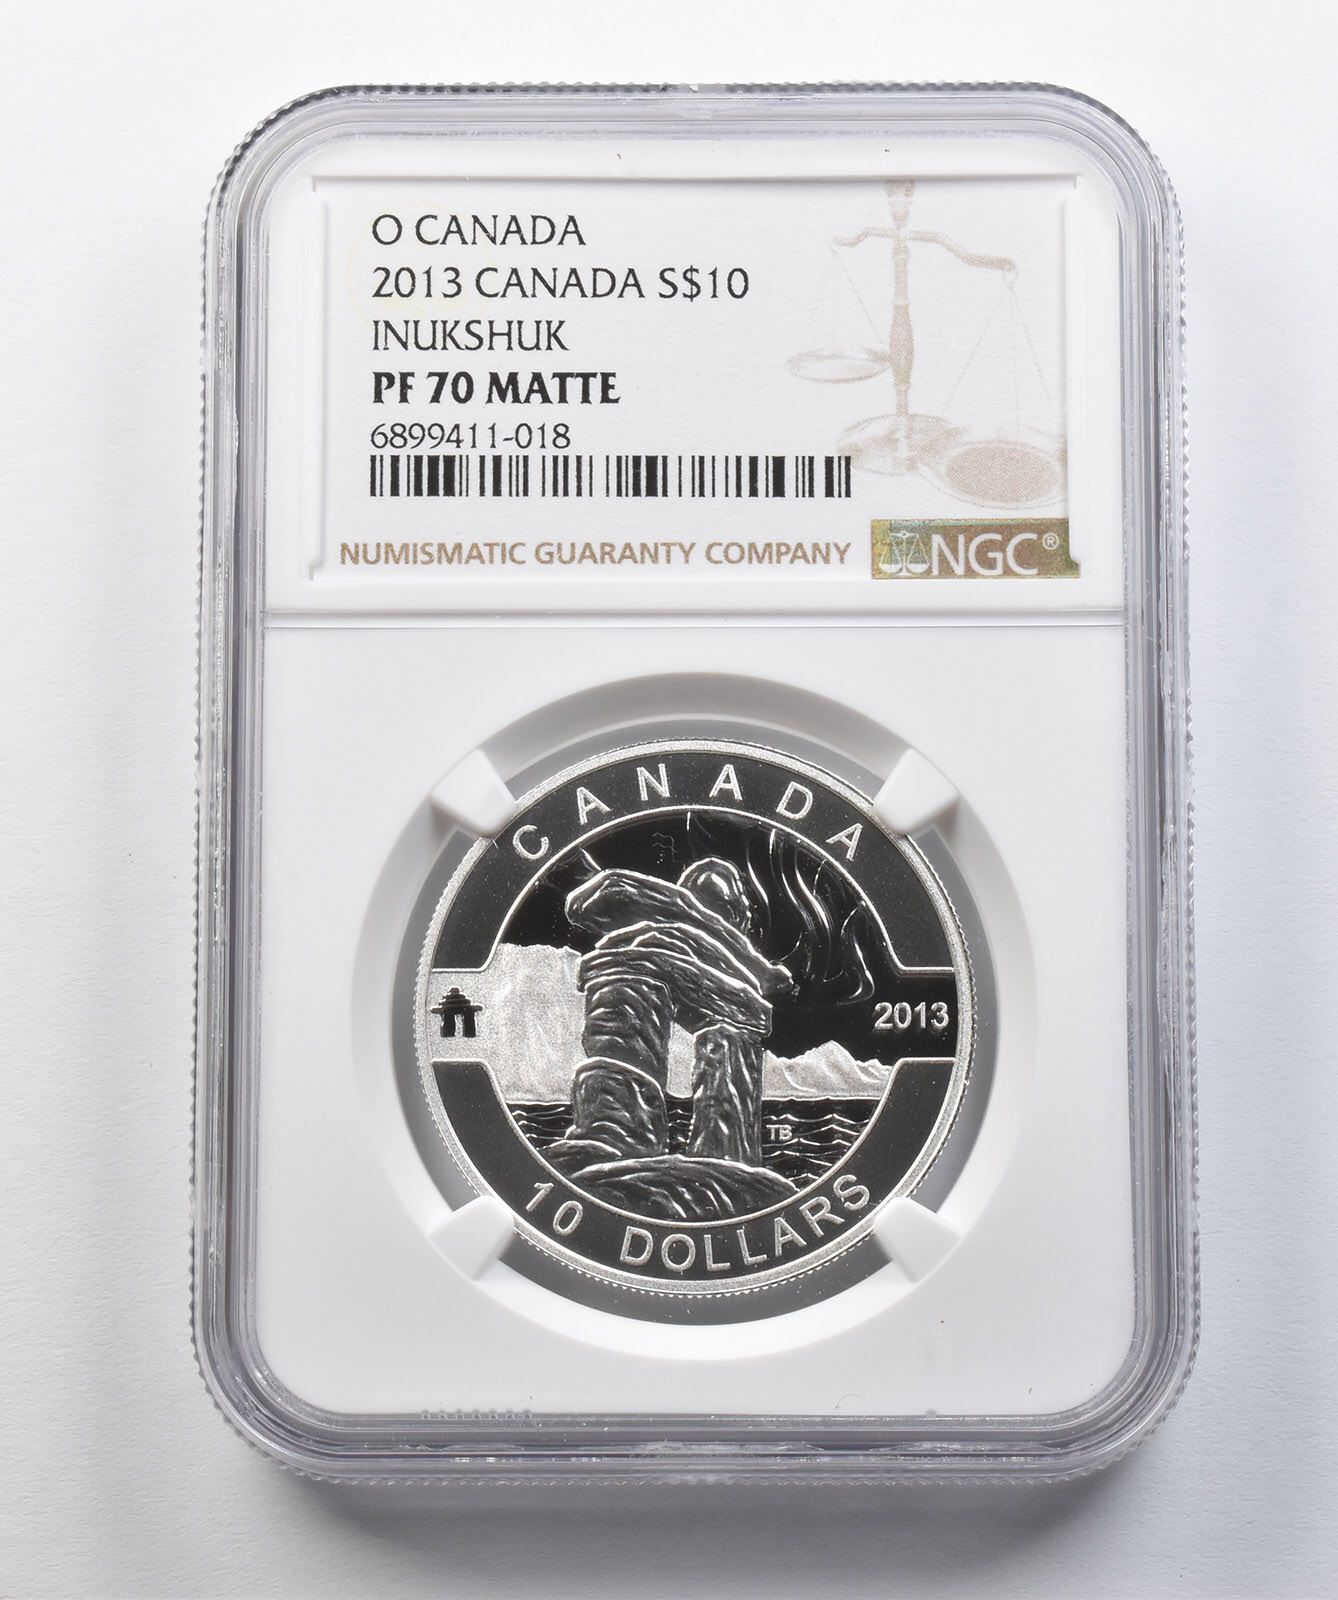 O CANADA
2013 CANADA S$10
INUKSHUK
PF 70 MATTE
6899411-018
NUMISMATIC GUARANTY COMPANY
NGC®
CANADA
2013
TB
10 DOLLARS